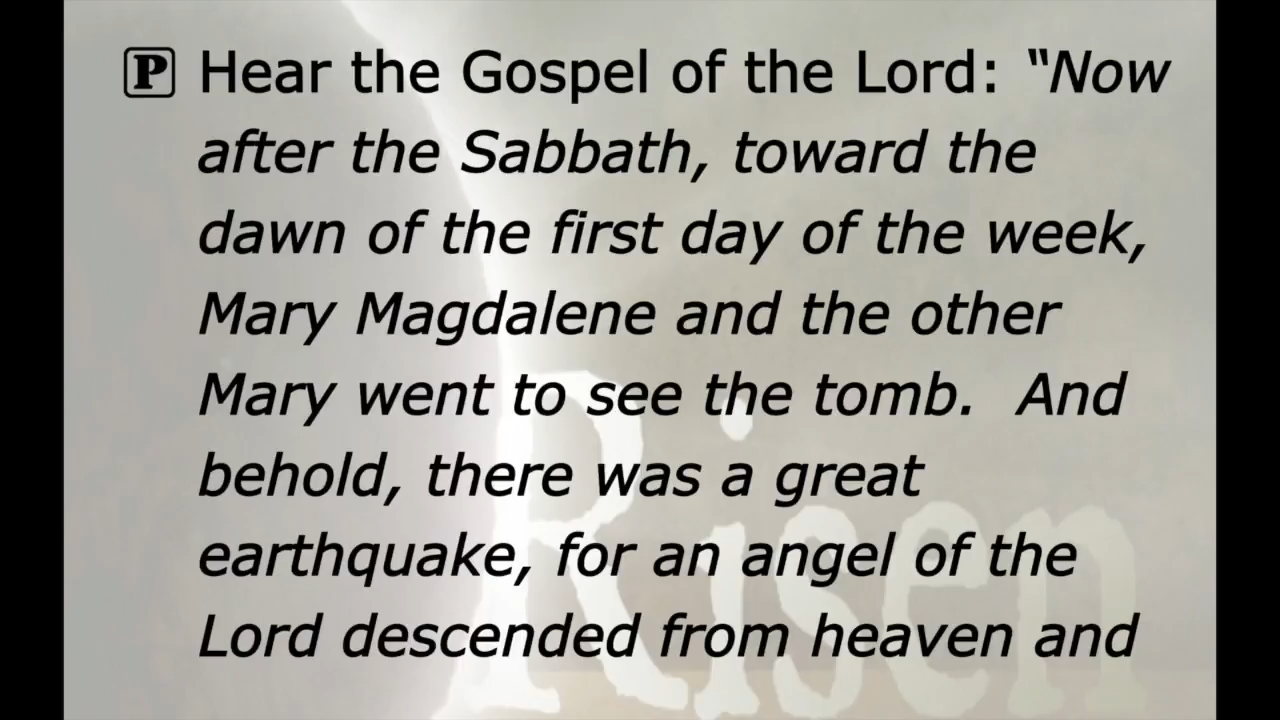 P Hear the Gospel of the Lord: “Now
after the Sabbath, toward the
dawn of the first day of the week,
Mary Magdalene and the other
Mary went to see the tomb.  And
behold, there was a great
earthquake, for an angel of the
Lord descended from heaven and
Risen